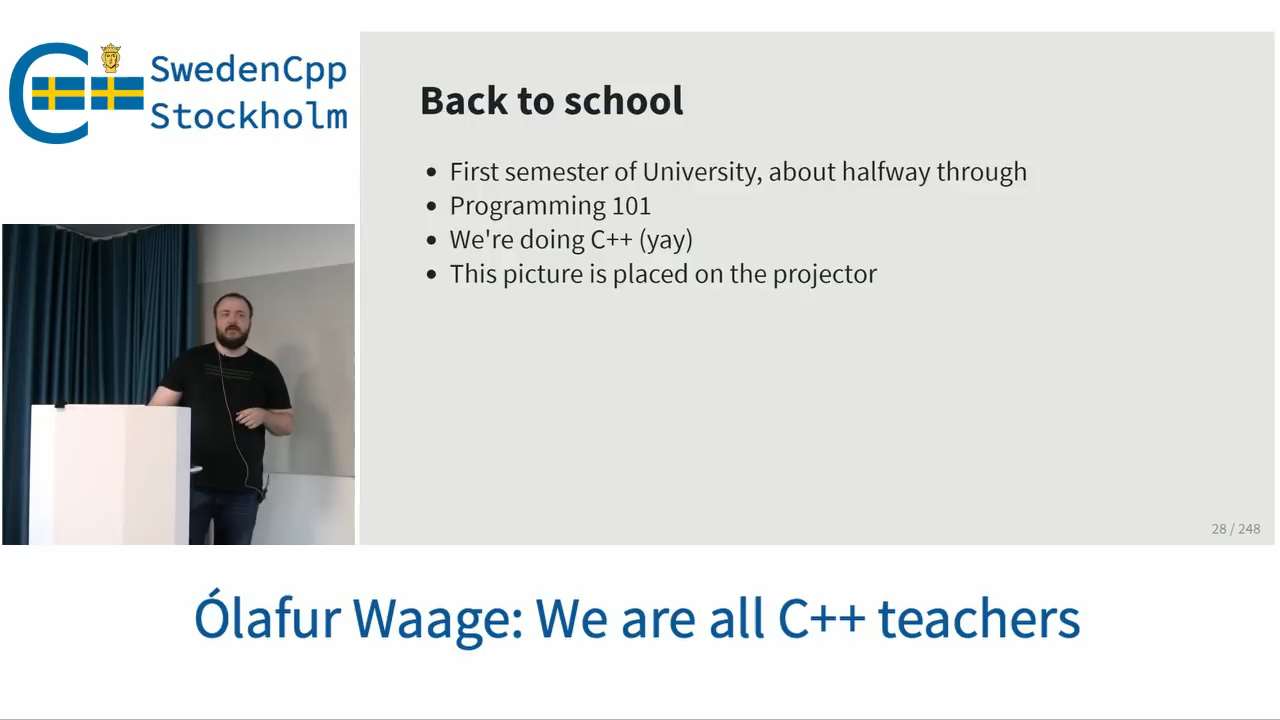 SwedenCpp
Stockholm
Back to school
• First semester of University, about halfway through
• Programming 101
• We're doing C++ (yay)
• This picture is placed on the projector
28 / 248
Ólafur Waage: We are all C++ teachers